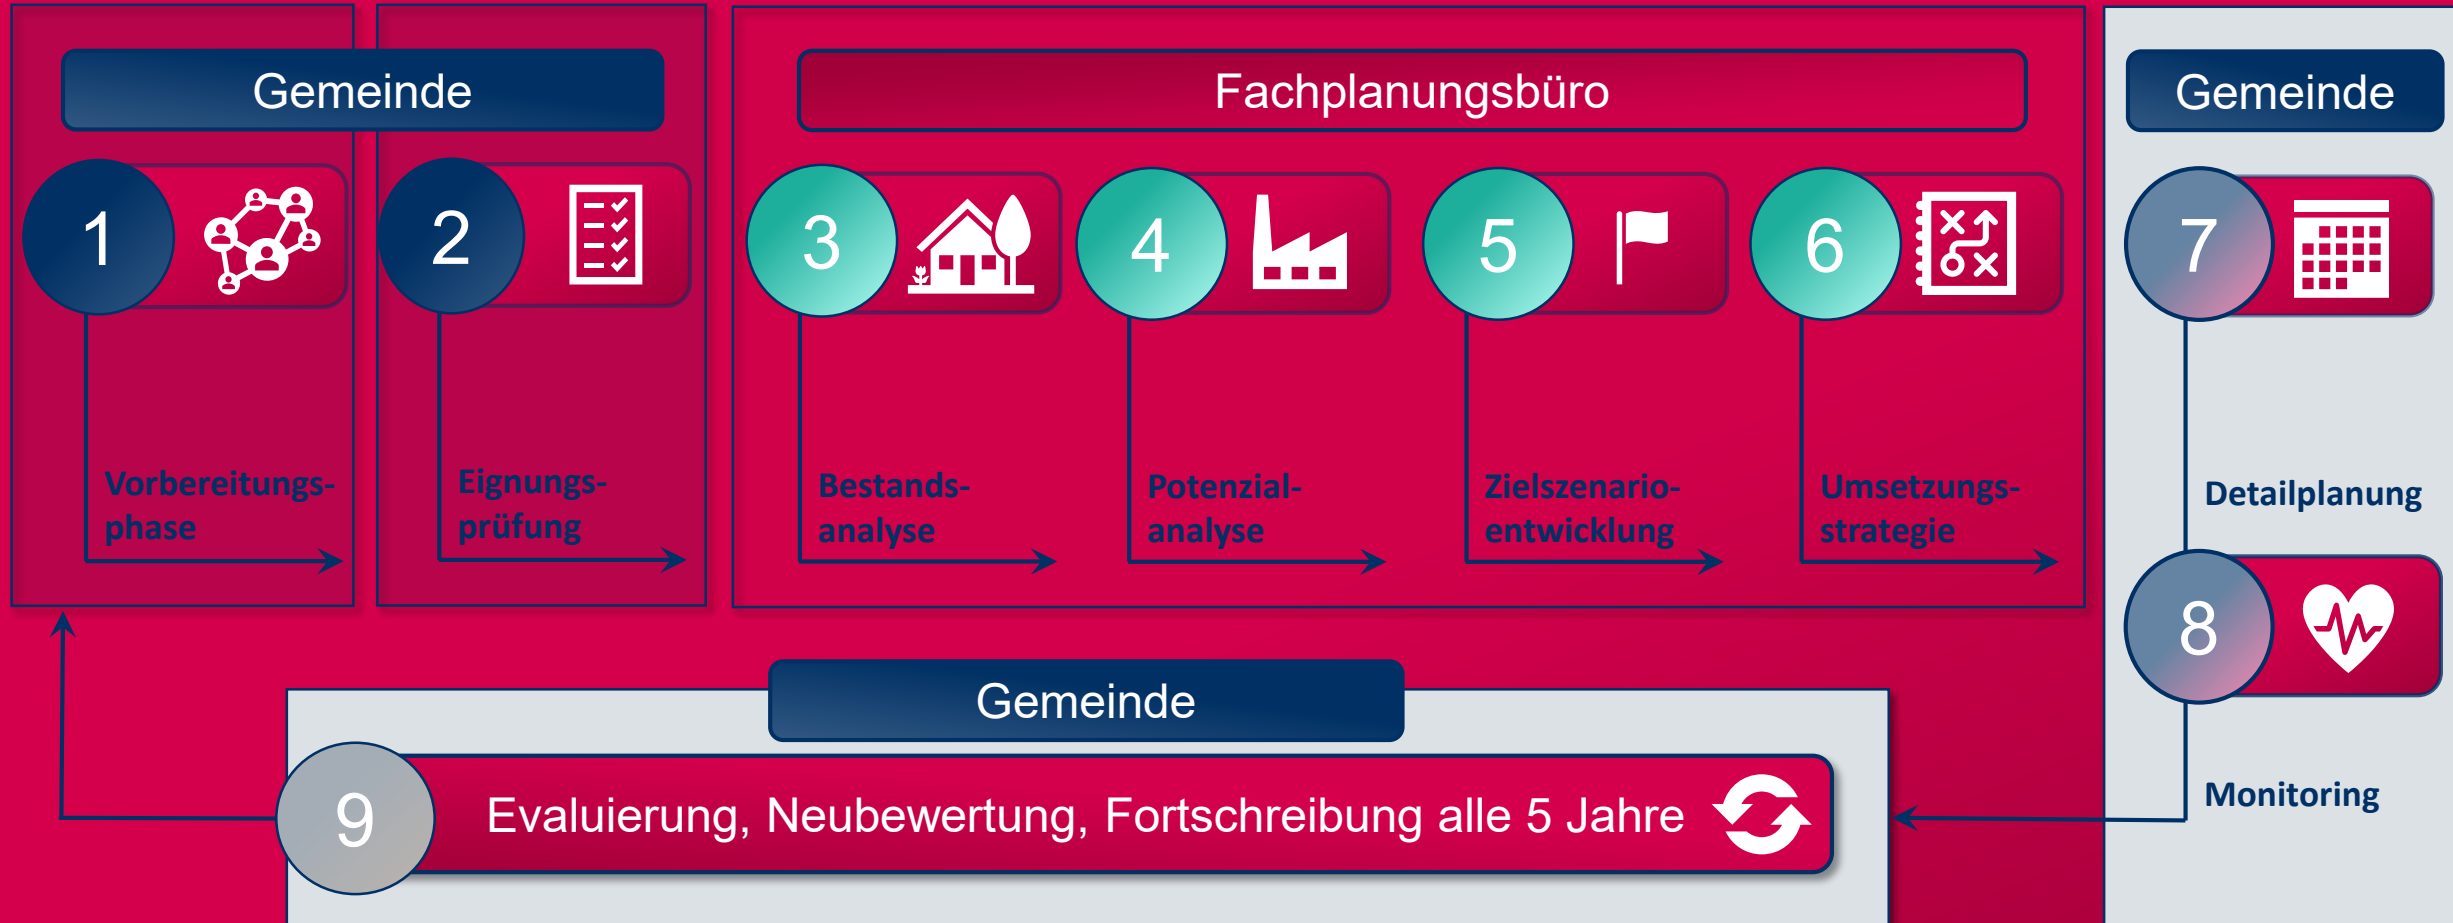 Gemeinde
Fachplanungsbüro
Gemeinde
1
2
3
4
5
6
7
Vorbereitungs-
phase
Eignungs-
prüfung
Bestands-
analyse
Potenzial-
analyse
Zielszenario-
entwicklung
Umsetzungs-
strategie
Detailplanung
8
Monitoring
Gemeinde
9
Evaluierung, Neubewertung, Fortschreibung alle 5 Jahre